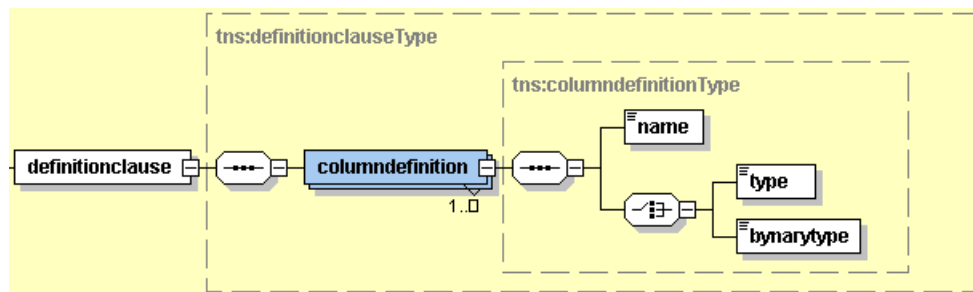 tns:definitionclauseType
tns:columndefinitionType
name
definitionclause
columndefinition
type
1..
bynarytype